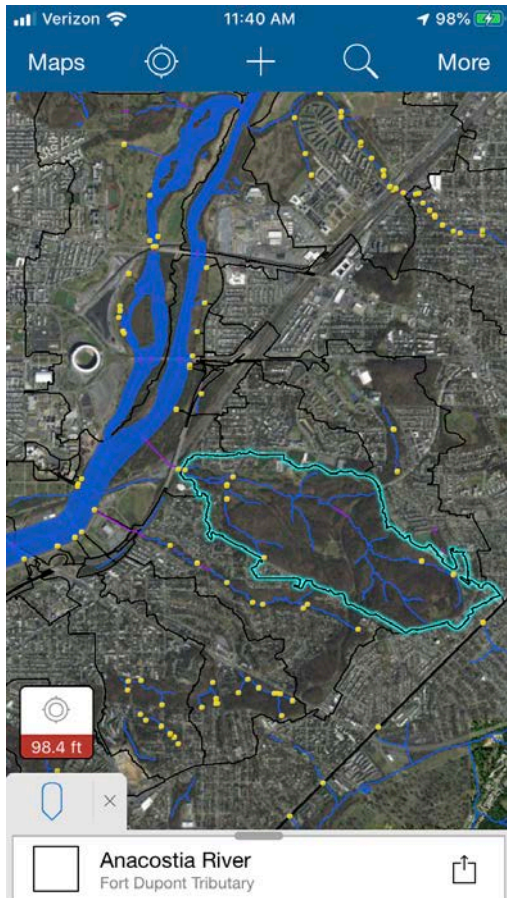 Verizon 11:40 AM 98%
Maps More
98.4 ft
Anacostia River
Fort Dupont Tributary